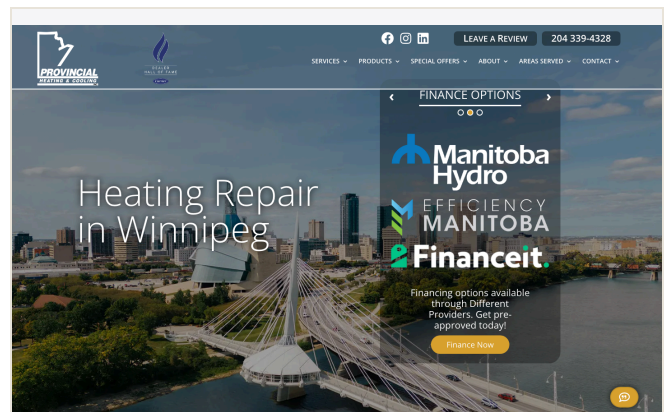 LEAVE A REVIEW
204 339-4328
PROVINCIAL
HEATING & COOLING
DEALER
HALL OF FAME
SERVICES
PRODUCTS
SPECIAL OFFERS
ABOUT
AREAS SERVED
CONTACT
FINANCE OPTIONS
Manitoba
Hydro
EFFICIENCY
MANITOBA
Financeit.
Heating Repair
in Winnipeg
Financing options available
through Different
Providers. Get pre-
approved today!
Finance Now